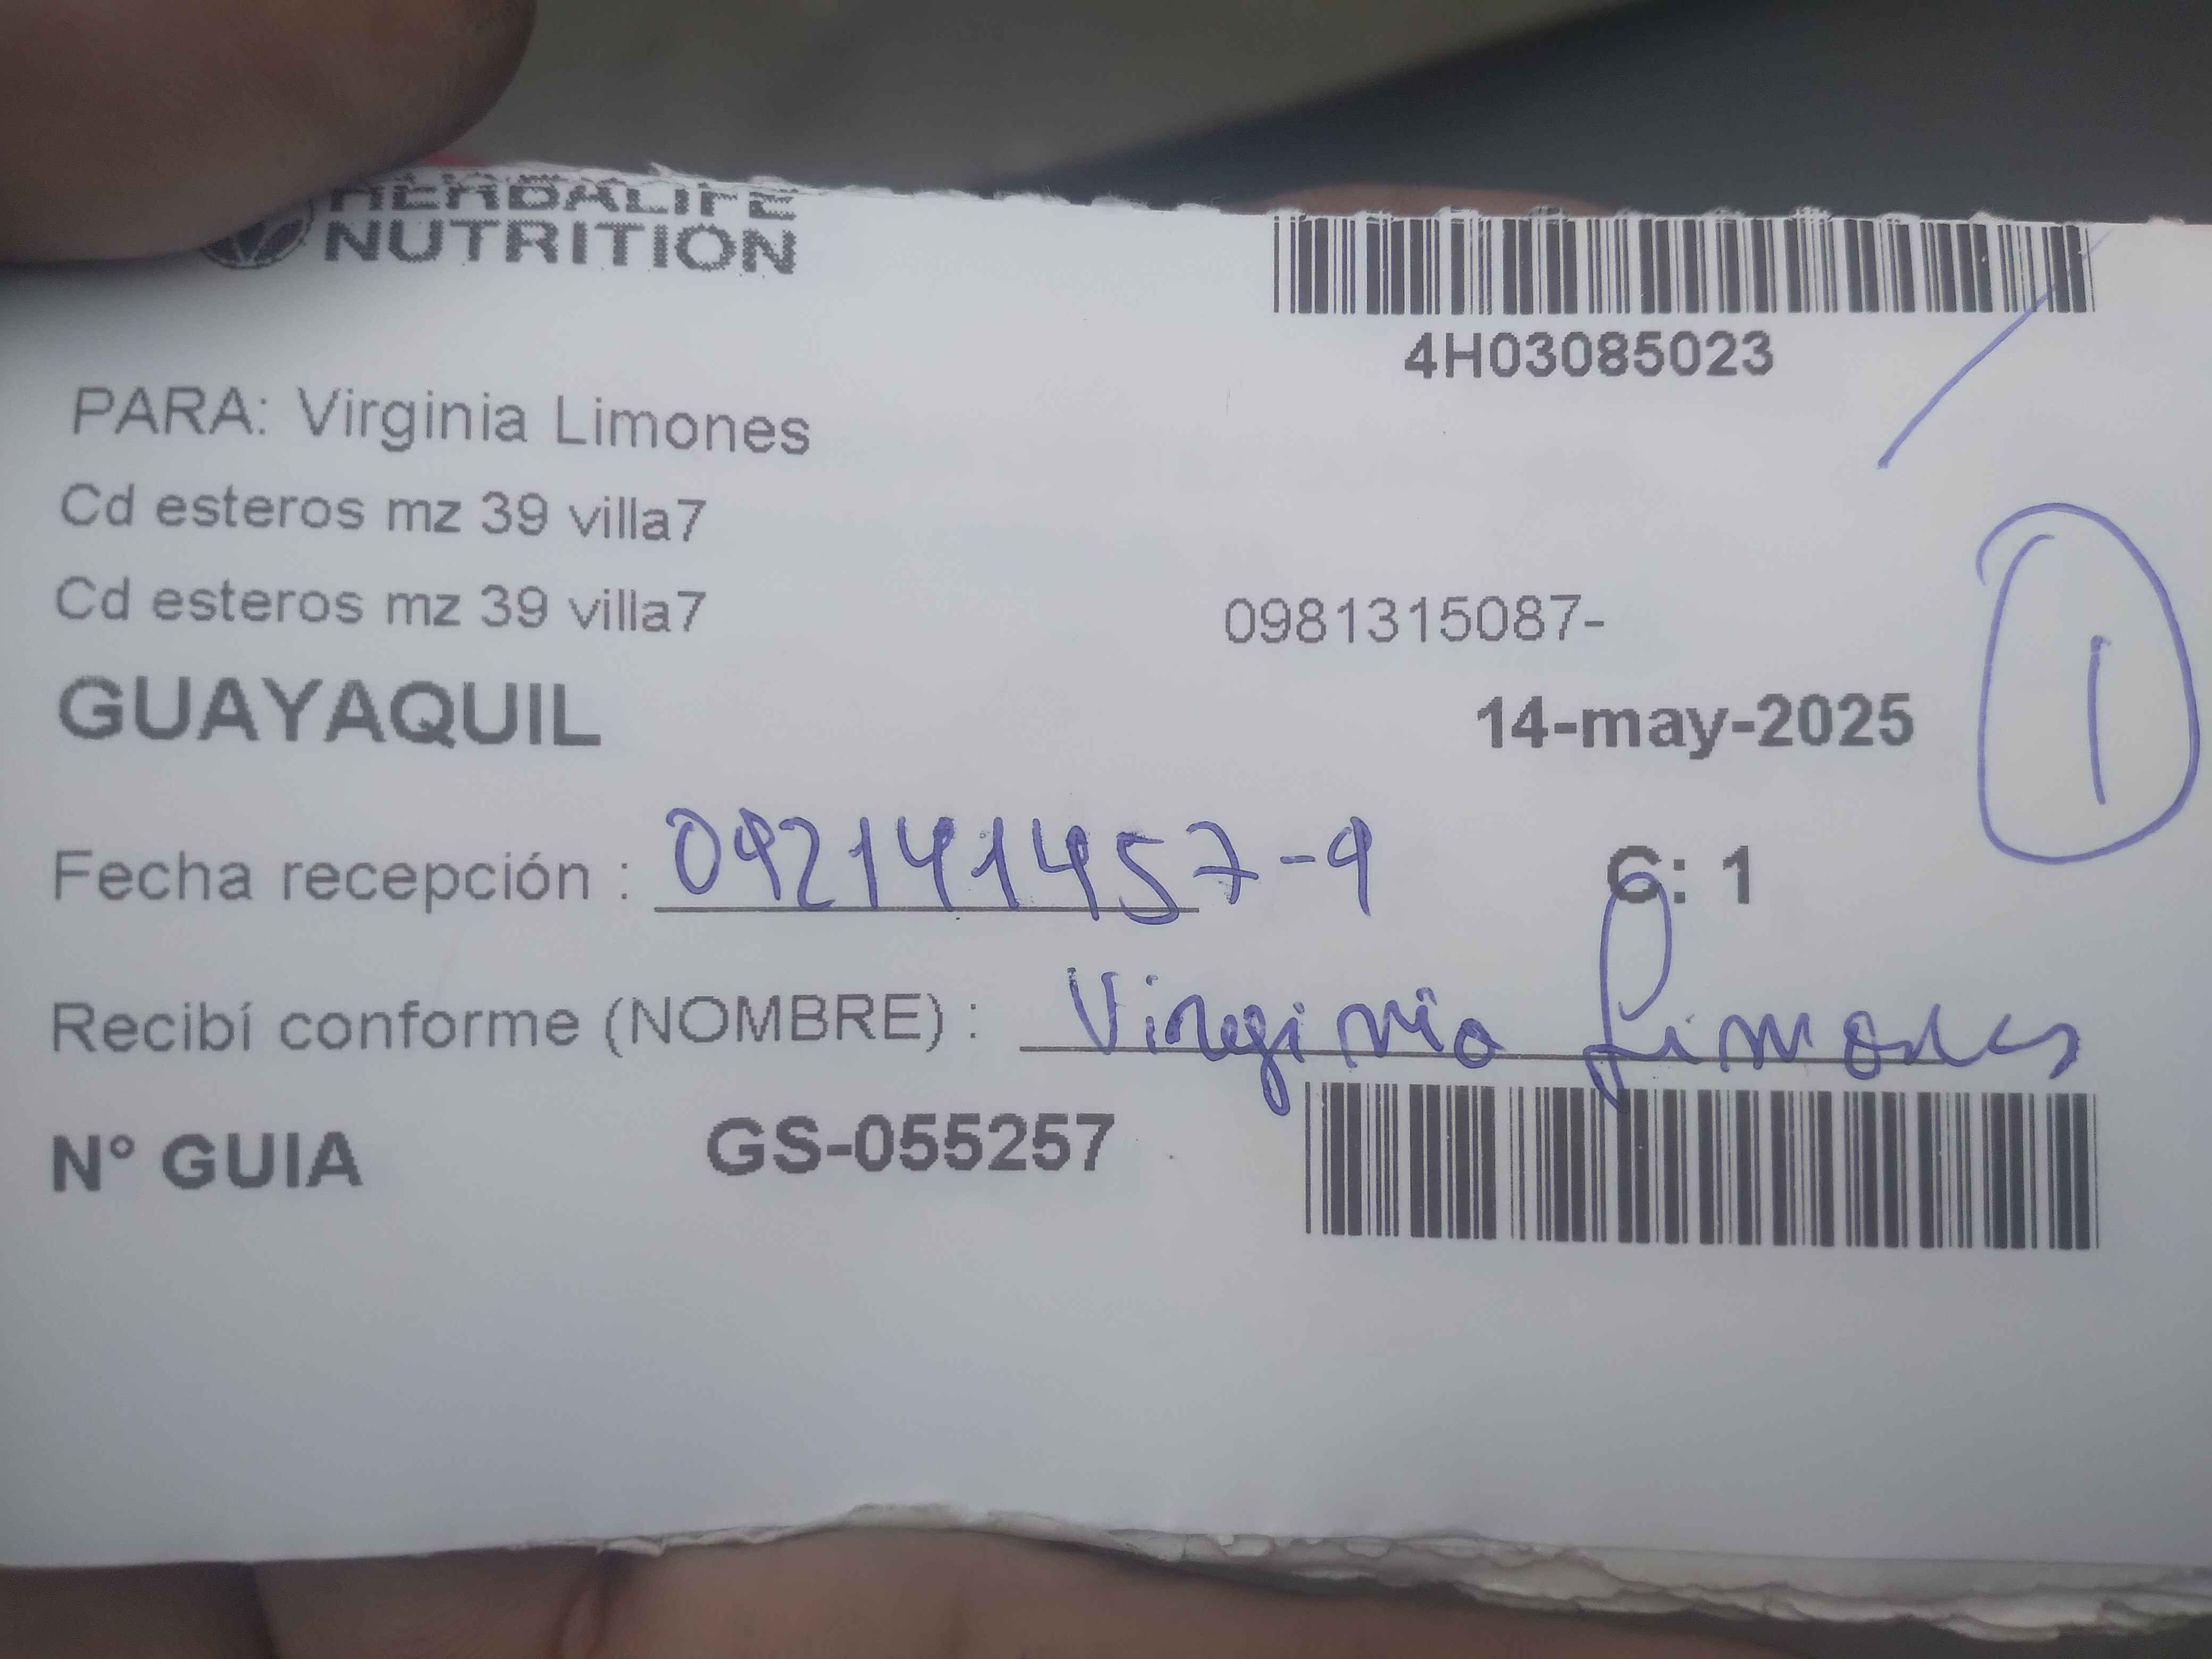 HERBALIFE
NUTRITION
4H03085023
PARA: Virginia Limones
Cd esteros mz 39 villa7
Cd esteros mz 39 villa7
0981315087-
GUAYAQUIL
14-may-2025
1
Fecha recepción : 092141457-9
C: 1
Recibí conforme (NOMBRE) : Virginia Limones
N° GUIA GS-055257